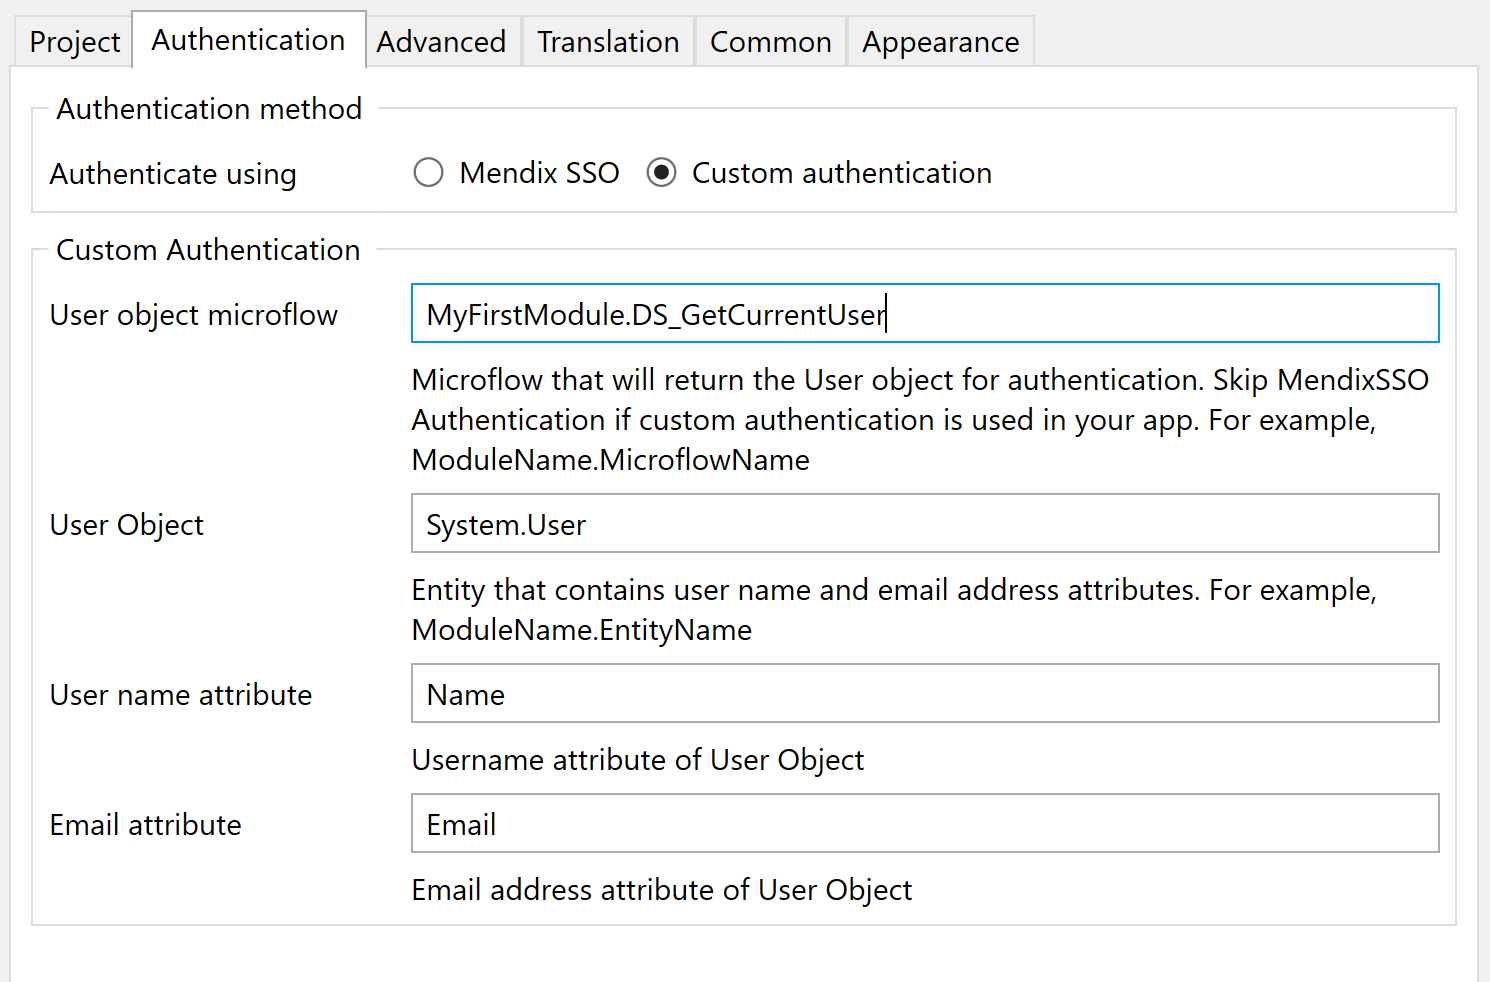 Project Authentication Advanced Translation Common Appearance
Authentication method
Authenticate using Mendix SSO Custom authentication
Custom Authentication
User object microflow MyFirstModule.DS_GetCurrentUser
Microflow that will return the User object for authentication. Skip MendixSSO
Authentication if custom authentication is used in your app. For example,
ModuleName.MicroflowName
User Object System.User
Entity that contains user name and email address attributes. For example,
ModuleName.EntityName
User name attribute Name
Username attribute of User Object
Email attribute Email
Email address attribute of User Object